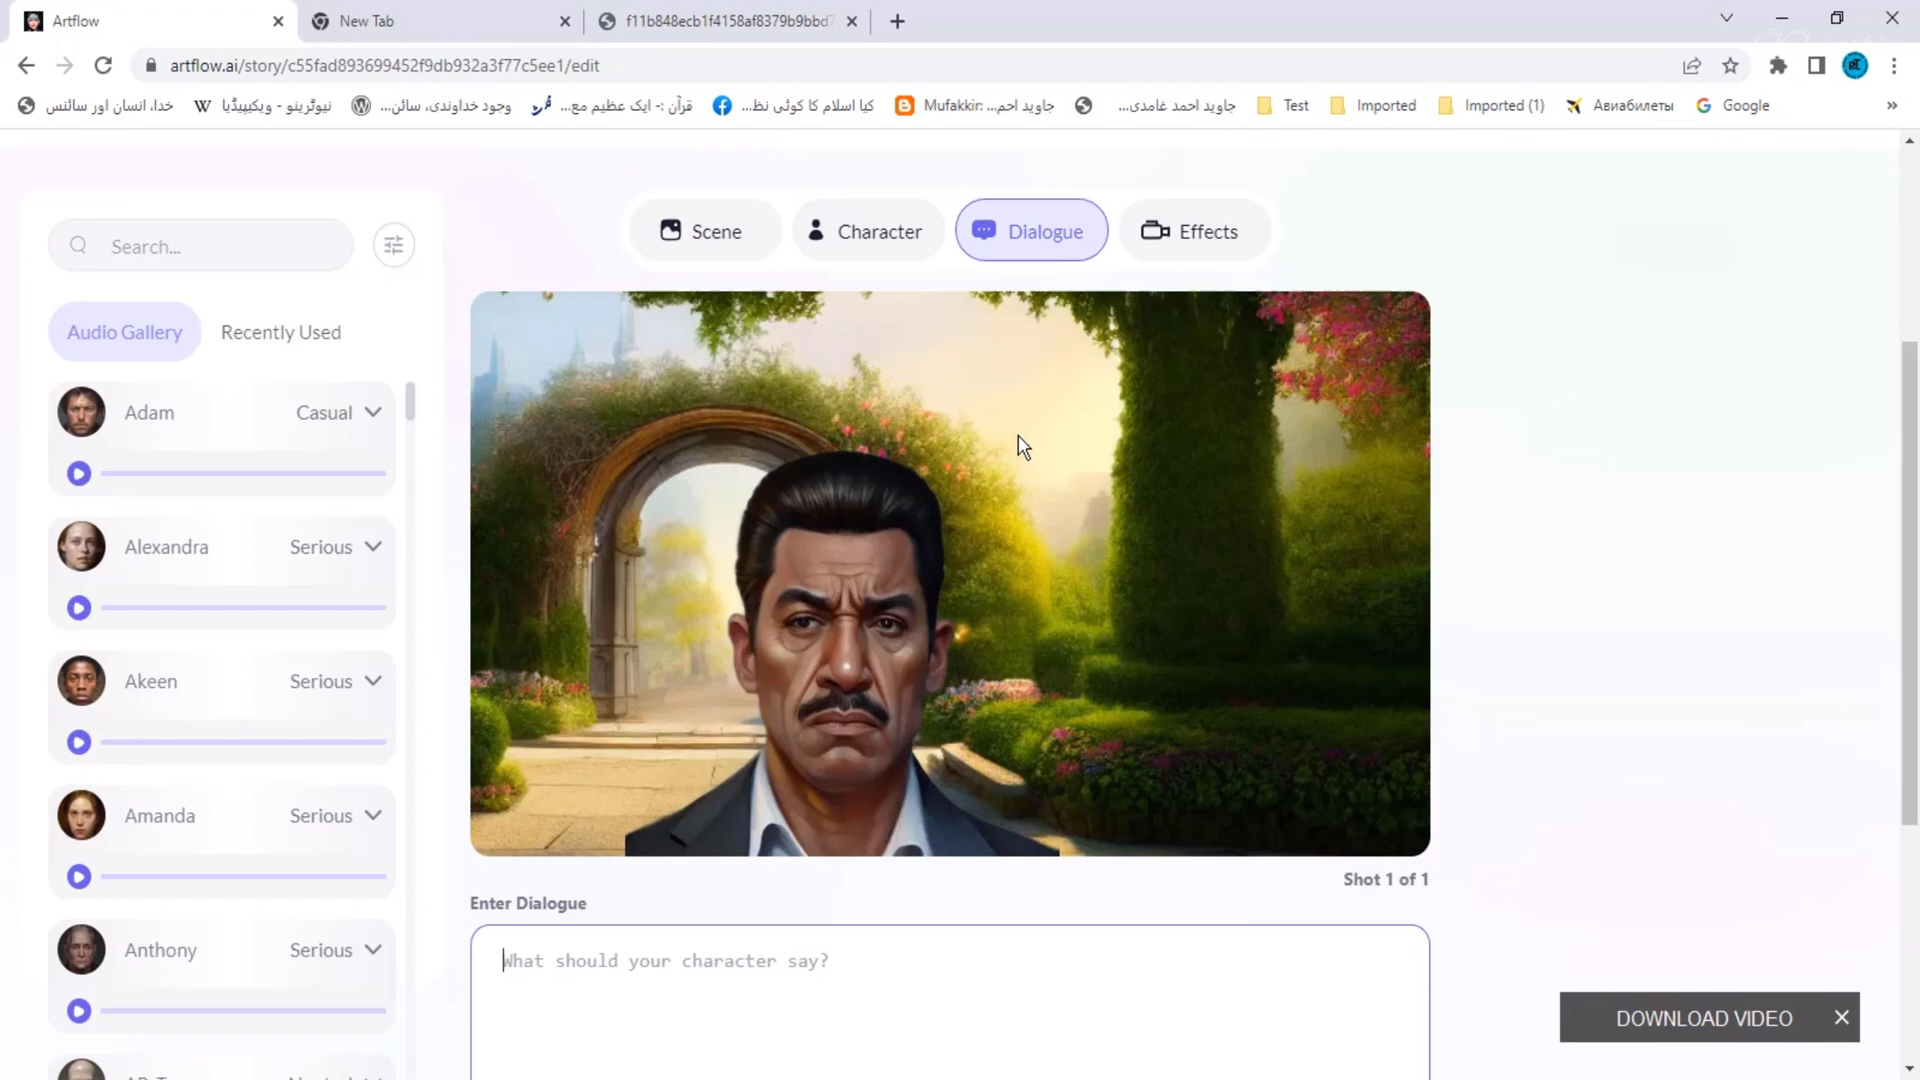 Artflow
New Tab
f11b848ecb1f4158af8379b9bbd7
artflow.ai/story/c55fad893699452f9db932a3f77c5ee1/edit
خدا، انسان اور سائنس
نیوٹرینو - ویکیپیڈیا
وجود خداوندی، سائن...
قرآن :- ایک عظیم مع...
کیا اسلام کا کوئی نظ...
Mufakkir: جاوید احم...
جاوید احمد غامدی...
Test
Imported
Imported (1)
Авиабилеты
Google
Scene
Character
Dialogue
Effects
Search...
Audio Gallery
Recently Used
Adam
Casual
Alexandra
Serious
Akeen
Serious
Amanda
Serious
Anthony
Serious
Shot 1 of 1
Enter Dialogue
What should your character say?
DOWNLOAD VIDEO